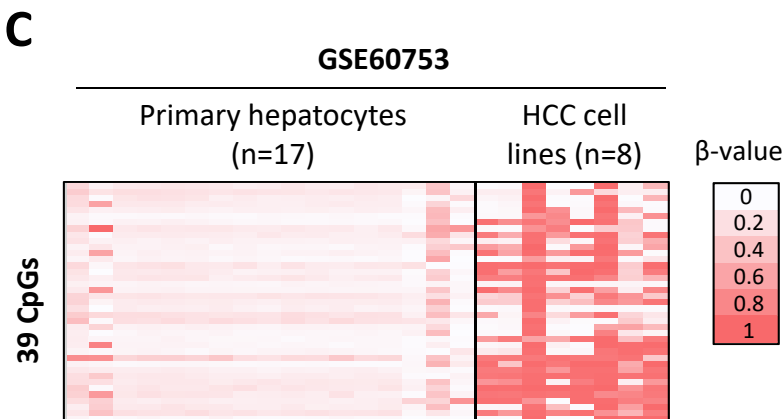 C
GSE60753
Primary hepatocytes
(n=17)
HCC cell
lines (n=8)
β-value
0
0.2
0.4
0.6
0.8
1
39 CpGs